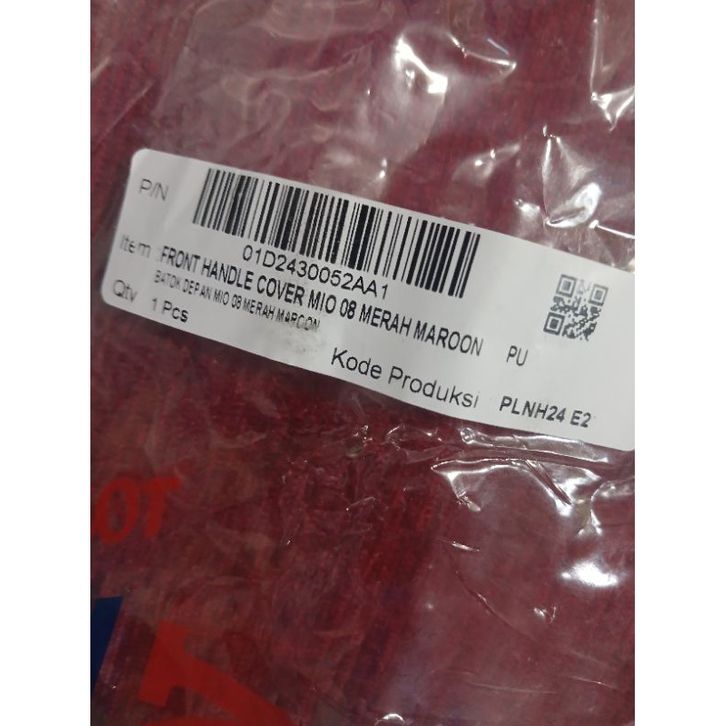 P/N
01D2430052AA1
Item :FRONT HANDLE COVER MIO 08 MERAH MAROON PU
BATOK DEPAN MIO 08 MERAH MAROON
Qty 1 Pcs
Kode Produksi PLNH24 E2
OT